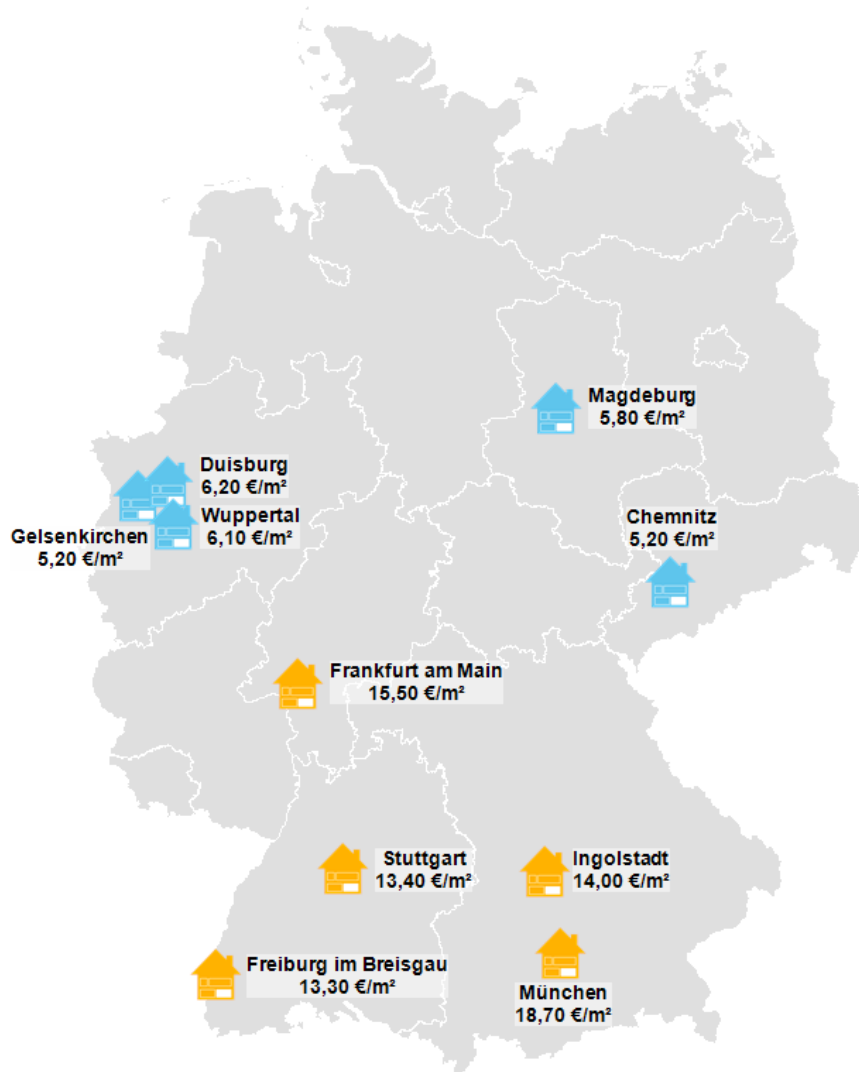 Magdeburg
5,80 €/m²
Duisburg
6,20 €/m²
Wuppertal
6,10 €/m²
Gelsenkirchen
5,20 €/m²
Chemnitz
5,20 €/m²
Frankfurt am Main
15,50 €/m²
Stuttgart
13,40 €/m²
Ingolstadt
14,00 €/m²
Freiburg im Breisgau
13,30 €/m²
München
18,70 €/m²